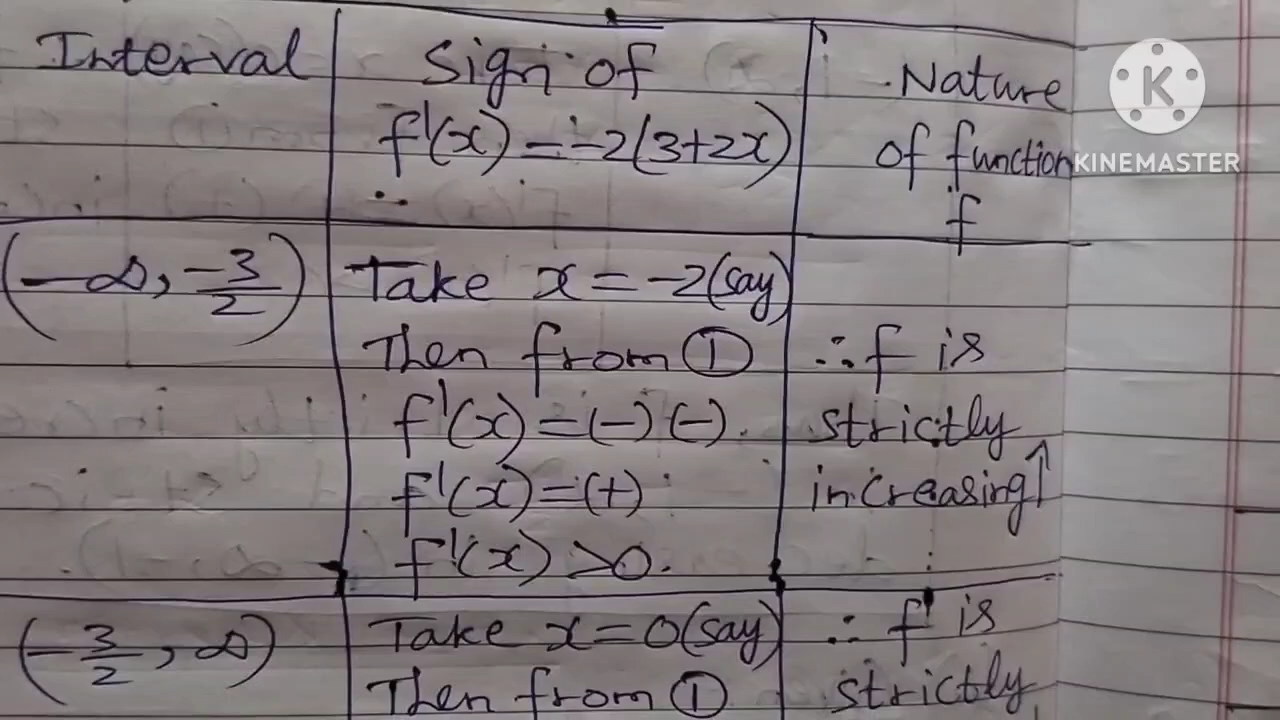 Interval
Sign of
f'(x) = -2(3+2x)
∴
Nature
of function
f
K
KINEMASTER
(-∞, -3/2)
Take x = -2(say)
Then from ①
f'(x) = (-) (-).
f'(x) = (+)
f'(x) > 0.
∴ f is
strictly
increasing↑
(-3/2, ∞)
Take x = 0(say)
Then from ①
∴ f is
strictly